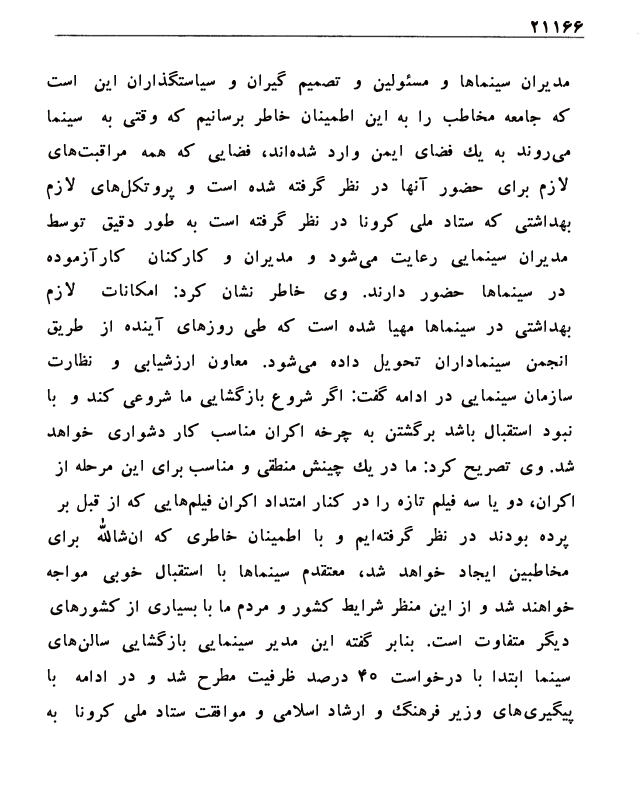 ۲۱۱۶۶
مدیران سینماها و مسئولین و تصمیم گیران و سیاستگذاران این است
که جامعه مخاطب را به این اطمینان خاطر برسانیم که وقتی به سینما
می‌روند به یك فضای ایمن وارد شده‌اند، فضایی که همه مراقبت‌های
لازم برای حضور آنها در نظر گرفته شده است و پروتکل‌های لازم
بهداشتی که ستاد ملی کرونا در نظر گرفته است به طور دقیق توسط
مدیران سینمایی رعایت می‌شود و مدیران و کارکنان کارآزموده
در سینماها حضور دارند. وی خاطر نشان کرد: امکانات لازم
بهداشتی در سینماها مهیا شده است که طی روزهای آینده از طریق
انجمن سینماداران تحویل داده می‌شود. معاون ارزشیابی و نظارت
سازمان سینمایی در ادامه گفت: اگر شروع بازگشایی ما شروعی کند و با
نبود استقبال باشد برگشتن به چرخه اکران مناسب کار دشواری خواهد
شد. وی تصریح کرد: ما در یك چینش منطقی و مناسب برای این مرحله از
اکران، دو یا سه فیلم تازه را در کنار امتداد اکران فیلم‌هایی که از قبل بر
پرده بودند در نظر گرفته‌ایم و با اطمینان خاطری که ان‌شالله برای
مخاطبین ایجاد خواهد شد، معتقدم سینماها با استقبال خوبی مواجه
خواهند شد و از این منظر شرایط کشور و مردم ما با بسیاری از کشورهای
دیگر متفاوت است. بنابر گفته این مدیر سینمایی بازگشایی سالن‌های
سینما ابتدا با درخواست ۴۰ درصد ظرفیت مطرح شد و در ادامه با
پیگیری‌های وزیر فرهنگ و ارشاد اسلامی و موافقت ستاد ملی کرونا به